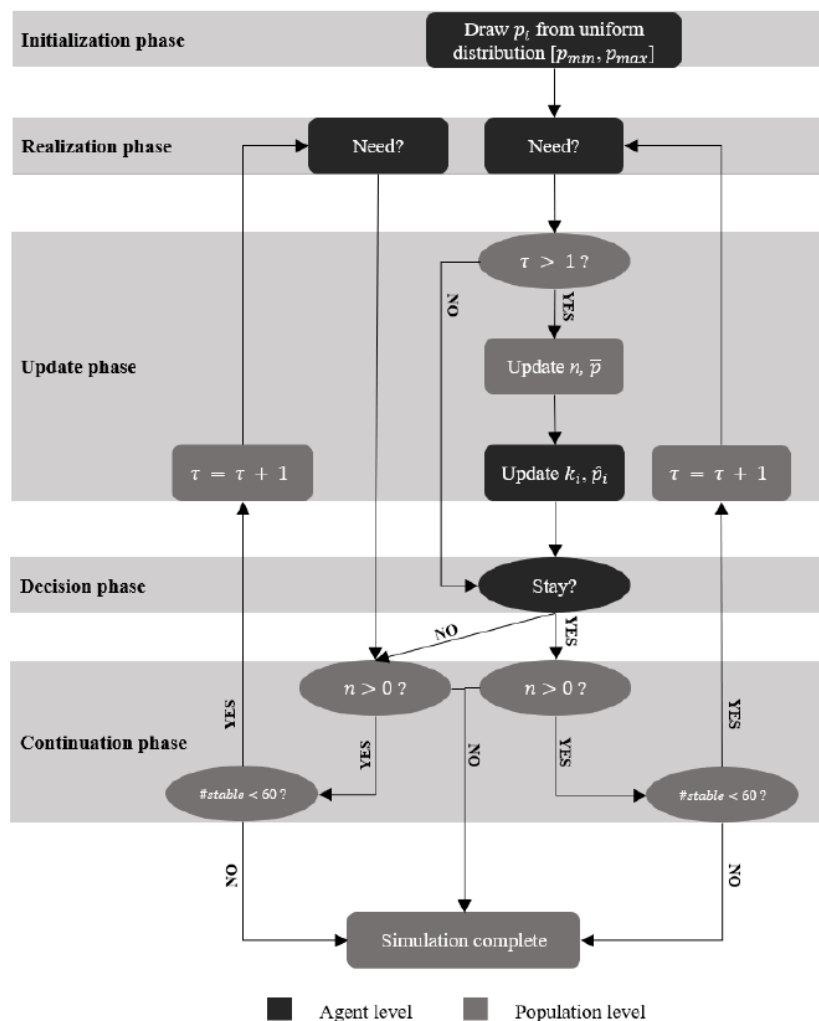 Initialization phase
Draw p_i from uniform
distribution [p_min, p_max]
Realization phase
Need?
Need?
τ > 1 ?
NO
YES
Update phase
Update n, p̅
τ = τ + 1
Update k_i, p̂_i
τ = τ + 1
Decision phase
Stay?
NO
YES
n > 0 ?
n > 0 ?
YES
Continuation phase
YES
NO
YES
YES
#stable < 60 ?
#stable < 60 ?
NO
NO
Simulation complete
Agent level
Population level